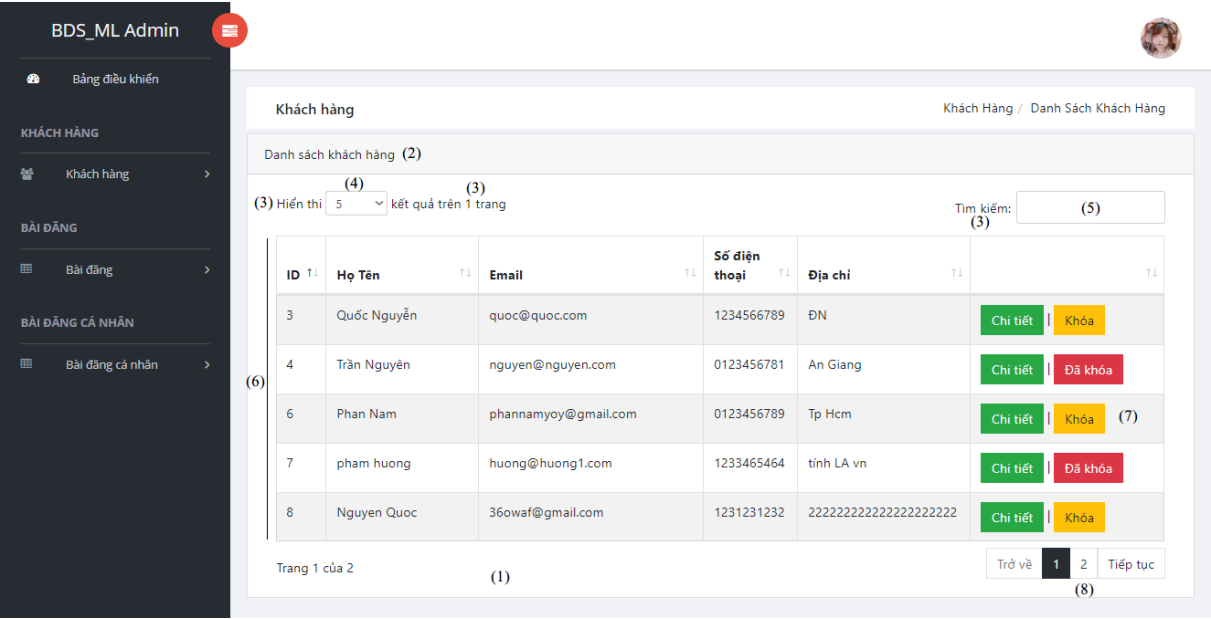 BDS_ML Admin
Bảng điều khiển
KHÁCH HÀNG
Khách hàng
BÀI ĐĂNG
Bài đăng
BÀI ĐĂNG CÁ NHÂN
Bài đăng cá nhân
Khách hàng
Khách Hàng / Danh Sách Khách Hàng
Danh sách khách hàng (2)
(4)
(3)
(3) Hiển thi 5 kết quả trên 1 trang
Tìm kiếm: (5)
(3)
Số điện
ID Họ Tên Email thoại Địa chỉ
3 Quốc Nguyễn quoc@quoc.com 1234566789 ĐN Chi tiết | Khóa
4 Trần Nguyên nguyen@nguyen.com 0123456781 An Giang Chi tiết | Đã khóa
(6)
6 Phan Nam phannamyoy@gmail.com 0123456789 Tp Hcm Chi tiết | Khóa (7)
7 pham huong huong@huong1.com 1233465464 tính LA vn Chi tiết | Đã khóa
8 Nguyen Quoc 36owaf@gmail.com 1231231232 222222222222222222222 Chi tiết | Khóa
Trang 1 của 2
(1)
Trở về 1 2 Tiếp tục
(8)